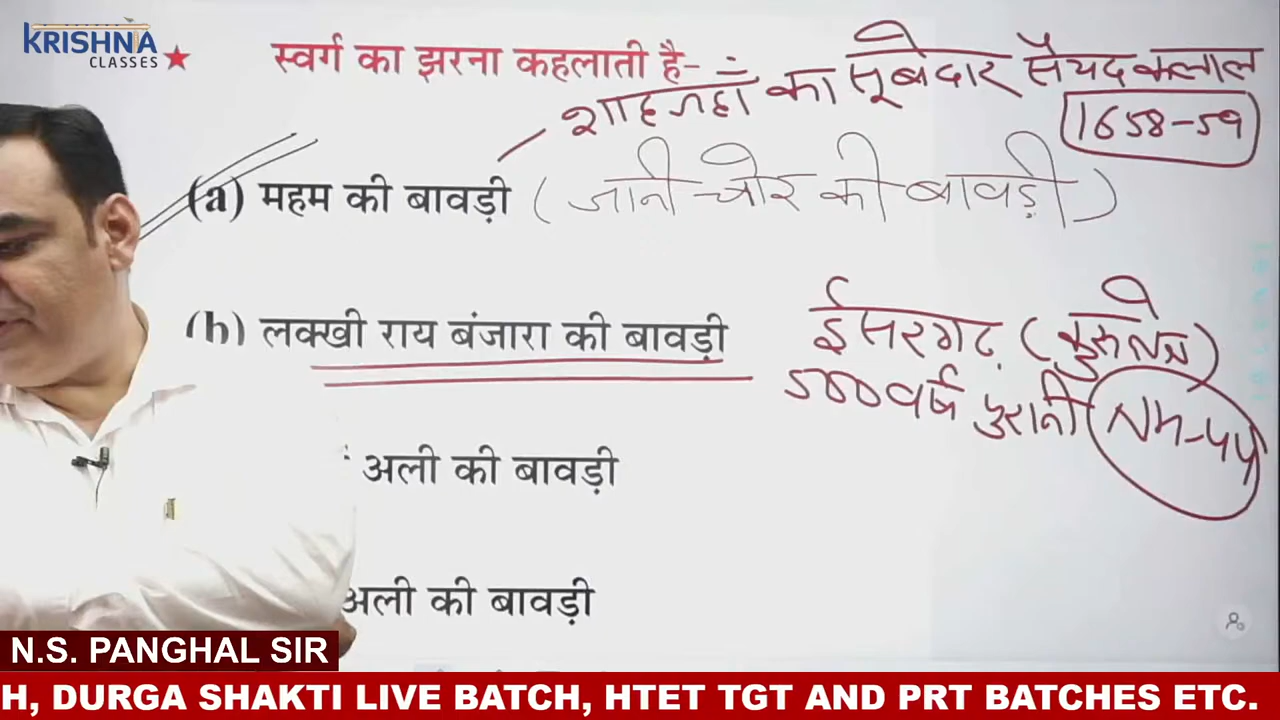 KRISHNA
CLASSES
स्वर्ग का झरना कहलाती है-
शाहजहाँ का सूबेदार सैयद कलाल
1658-59
(a) महम की बावड़ी (जानी चोर की बावड़ी)
(b) लक्खी राय बंजारा की बावड़ी
ईसरगढ़ (कुरुक्षेत्र)
500 वर्ष पुरानी NH-44
अली की बावड़ी
अली की बावड़ी
N.S. PANGHAL SIR
H, DURGA SHAKTI LIVE BATCH, HTET TGT AND PRT BATCHES ETC.